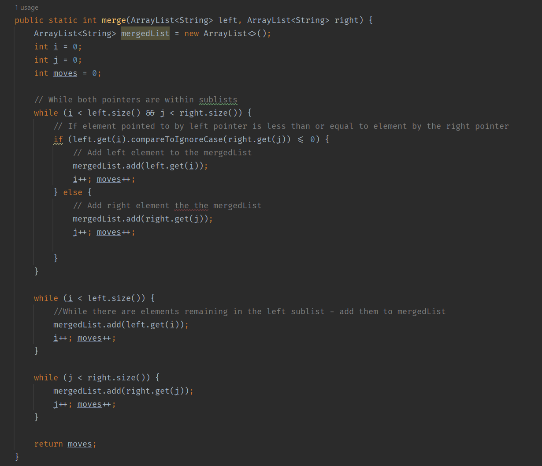 1 usage
public static int merge(ArrayList<String> left, ArrayList<String> right) {
ArrayList<String> mergedList = new ArrayList<>();
int i = 0;
int j = 0;
int moves = 0;
// While both pointers are within sublists
while (i < left.size() && j < right.size()) {
// If element pointed to by left pointer is less than or equal to element by the right pointer
if (left.get(i).compareToIgnoreCase(right.get(j)) <= 0) {
// Add left element to the mergedList
mergedList.add(left.get(i));
i++; moves++;
} else {
// Add right element the the mergedList
mergedList.add(right.get(j));
j++; moves++;
}
}
while (i < left.size()) {
//While there are elements remaining in the left sublist - add them to mergedList
mergedList.add(left.get(i));
i++; moves++;
}
while (j < right.size()) {
mergedList.add(right.get(j));
j++; moves++;
}
return moves;
}